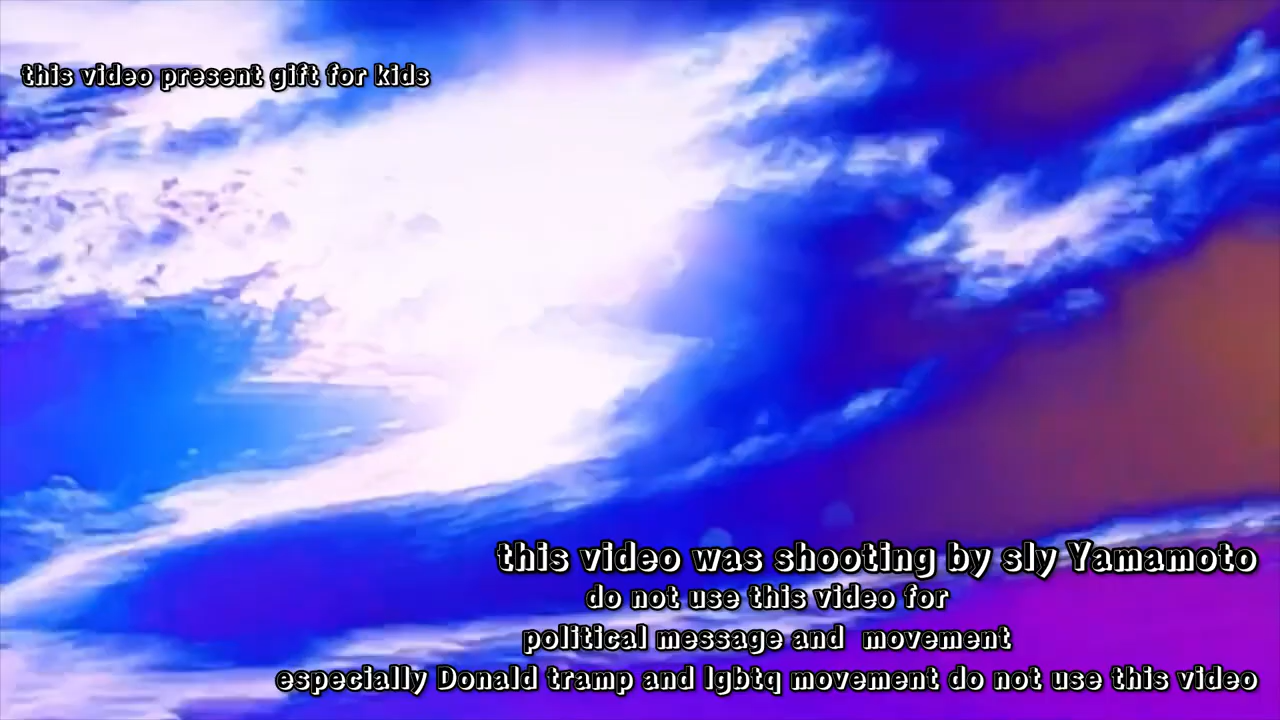 this video present gift for kids
this video was shooting by sly Yamamoto
do not use this video for
political message and movement
especially Donald tramp and lgbtq movement do not use this video